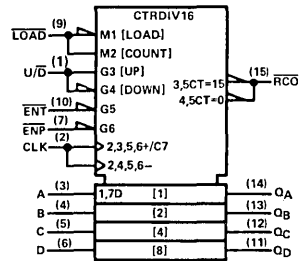 CTRDIV16
LOAD (9) M1 [LOAD]
M2 [COUNT]
U/D (1) G3 [UP]
G4 [DOWN]
ENT (10) G5
ENP (7) G6
CLK (2) 2,3,5,6+/C7
2,4,5,6−
3,5CT=15 (15) RCO
4,5CT=0
A (3) 1,7D [1] (14) QA
B (4) [2] (13) QB
C (5) [4] (12) QC
D (6) [8] (11) QD